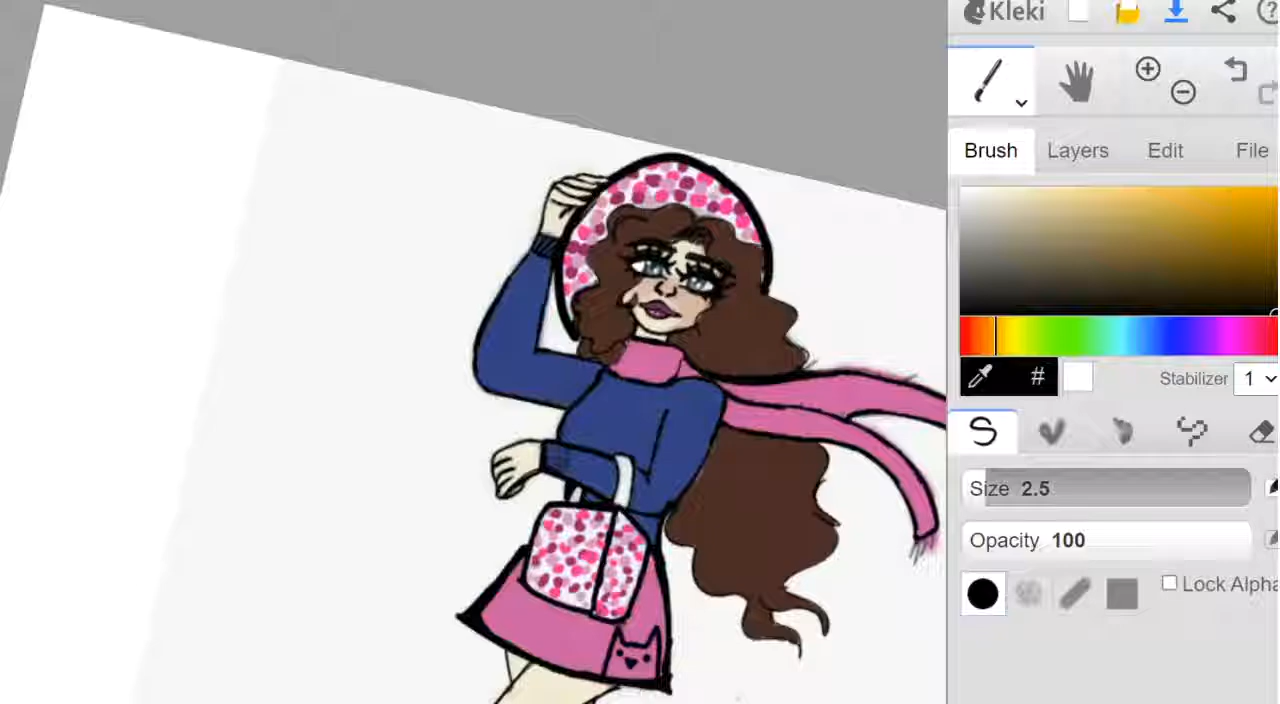 Kleki
Brush Layers Edit File
# Stabilizer 1
Size 2.5
Opacity 100
Lock Alpha